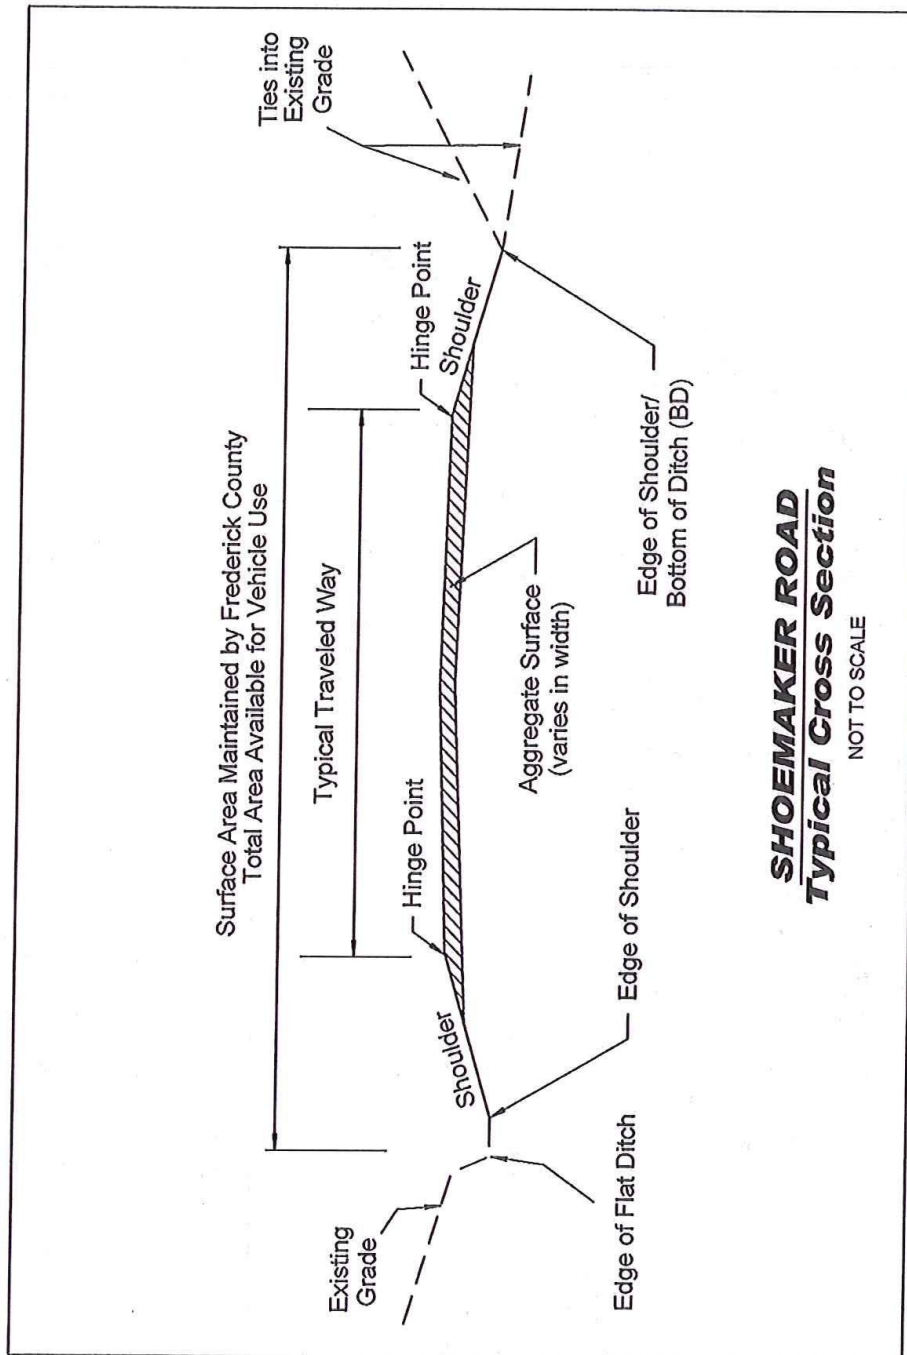 Surface Area Maintained by Frederick County
Total Area Available for Vehicle Use
Typical Traveled Way
Ties into
Existing
Grade
Existing
Grade
Hinge Point
Hinge Point
Shoulder
Shoulder
Edge of Flat Ditch
Edge of Shoulder
Aggregate Surface
(varies in width)
Edge of Shoulder/
Bottom of Ditch (BD)
SHOEMAKER ROAD
Typical Cross Section
NOT TO SCALE